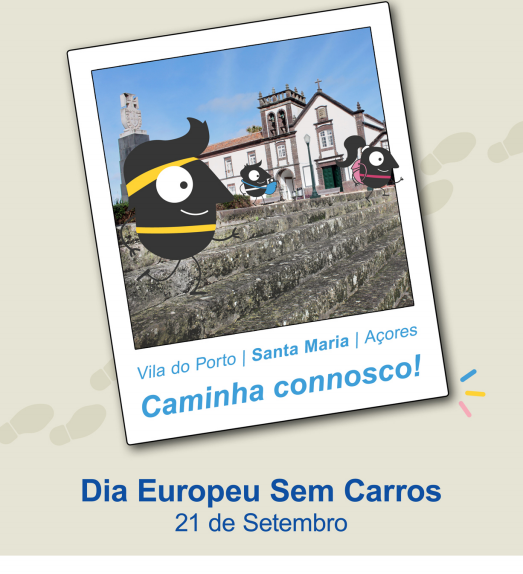 Vila do Porto | Santa Maria | Açores
Caminha connosco!
Dia Europeu Sem Carros
21 de Setembro